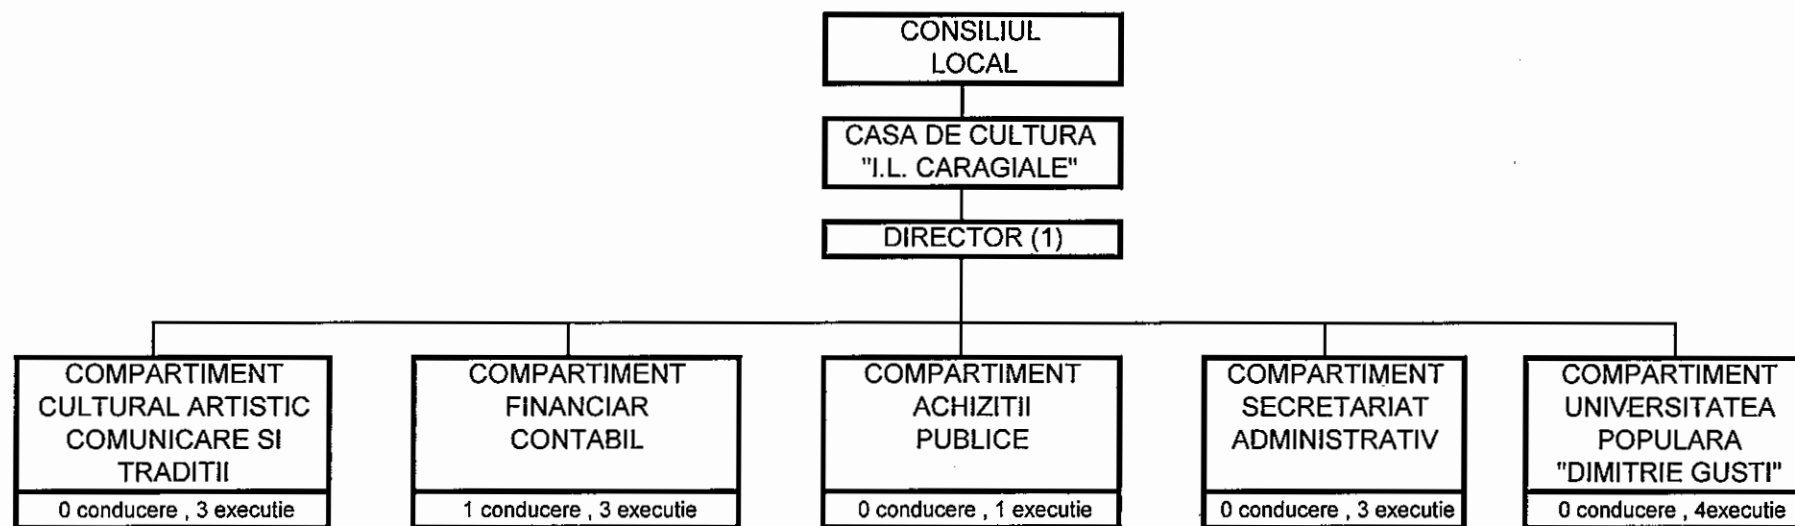 CONSILIUL
LOCAL
CASA DE CULTURA
"I.L. CARAGIALE"
DIRECTOR (1)
COMPARTIMENT
CULTURAL ARTISTIC
COMUNICARE SI
TRADITII
0 conducere , 3 executie
COMPARTIMENT
FINANCIAR
CONTABIL
1 conducere , 3 executie
COMPARTIMENT
ACHIZITII
PUBLICE
0 conducere , 1 executie
COMPARTIMENT
SECRETARIAT
ADMINISTRATIV
0 conducere , 3 executie
COMPARTIMENT
UNIVERSITATEA
POPULARA
"DIMITRIE GUSTI"
0 conducere , 4executie